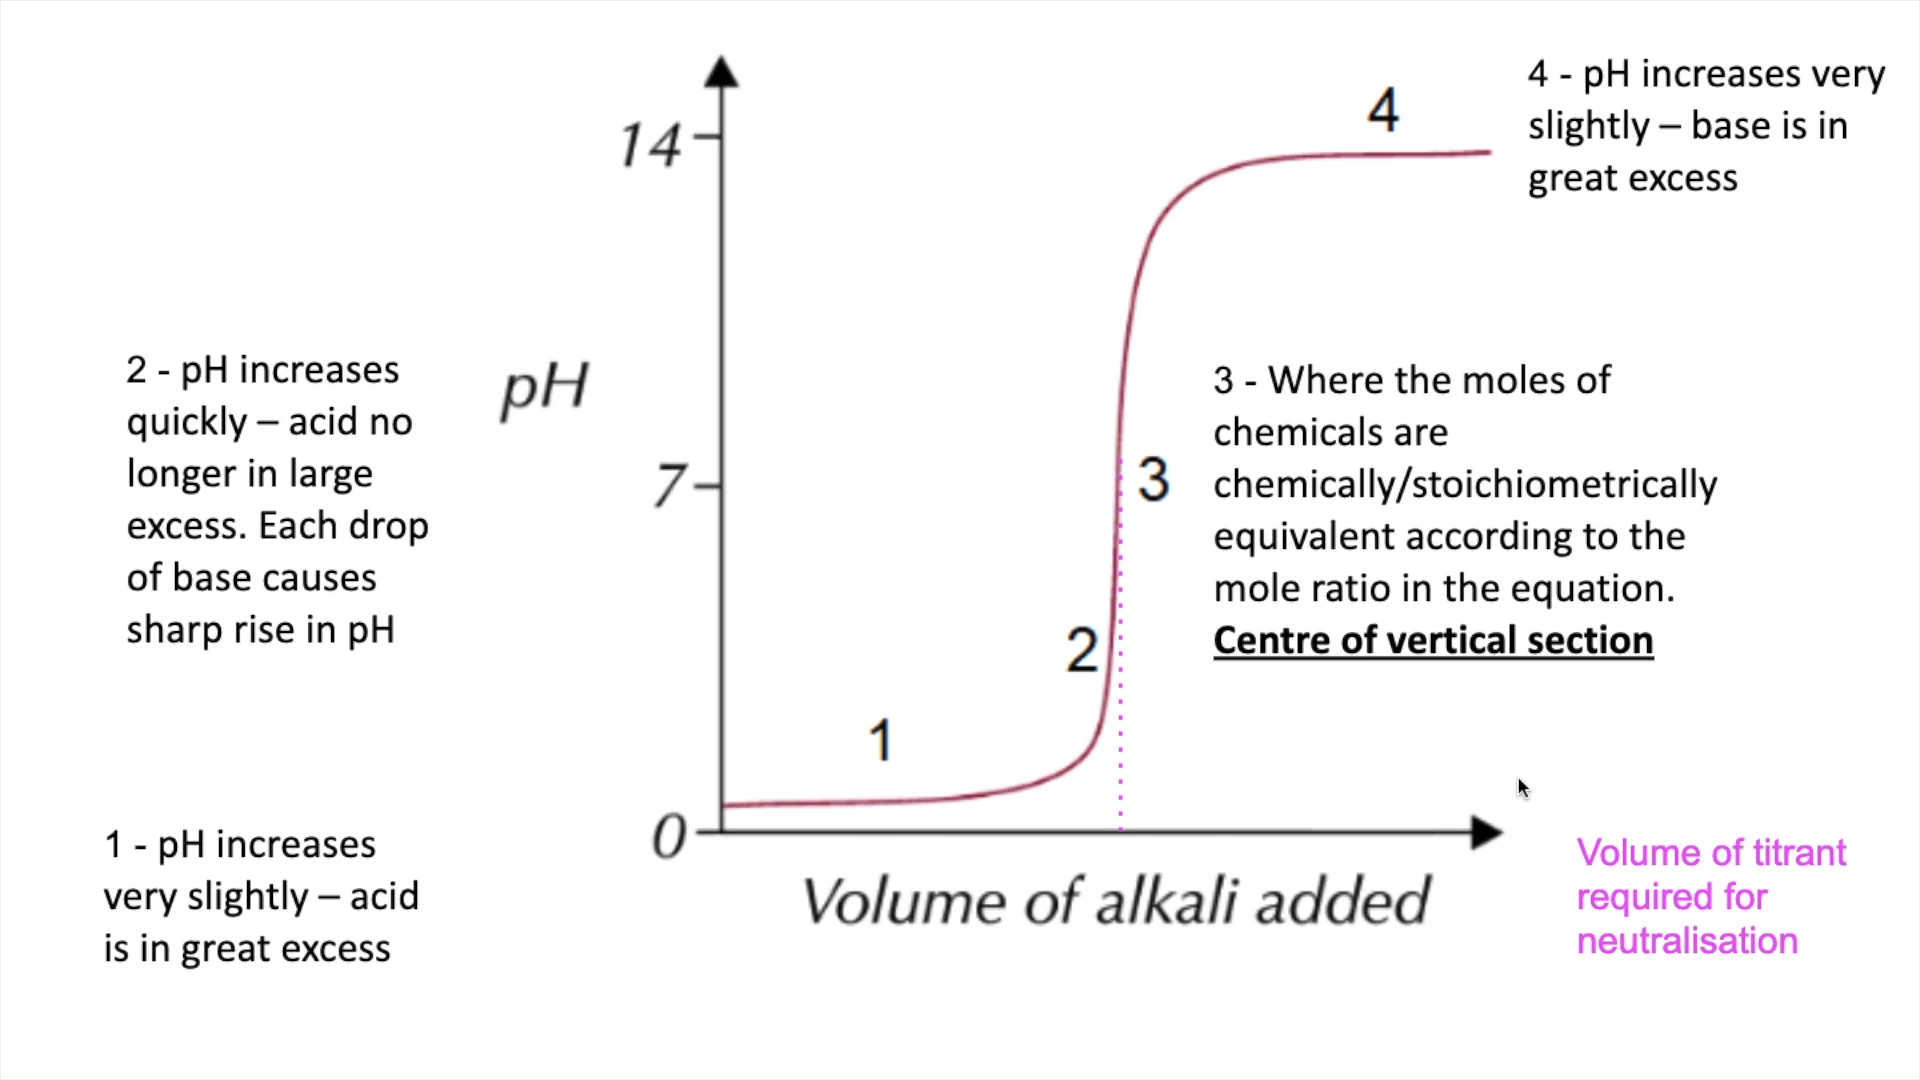 4 - pH increases very
slightly – base is in
great excess
14
4
2 - pH increases
quickly – acid no
longer in large
excess. Each drop
of base causes
sharp rise in pH
pH
7
3
3 - Where the moles of
chemicals are
chemically/stoichiometrically
equivalent according to the
mole ratio in the equation.
Centre of vertical section
2
1
1 - pH increases
very slightly – acid
is in great excess
0
Volume of alkali added
Volume of titrant
required for
neutralisation